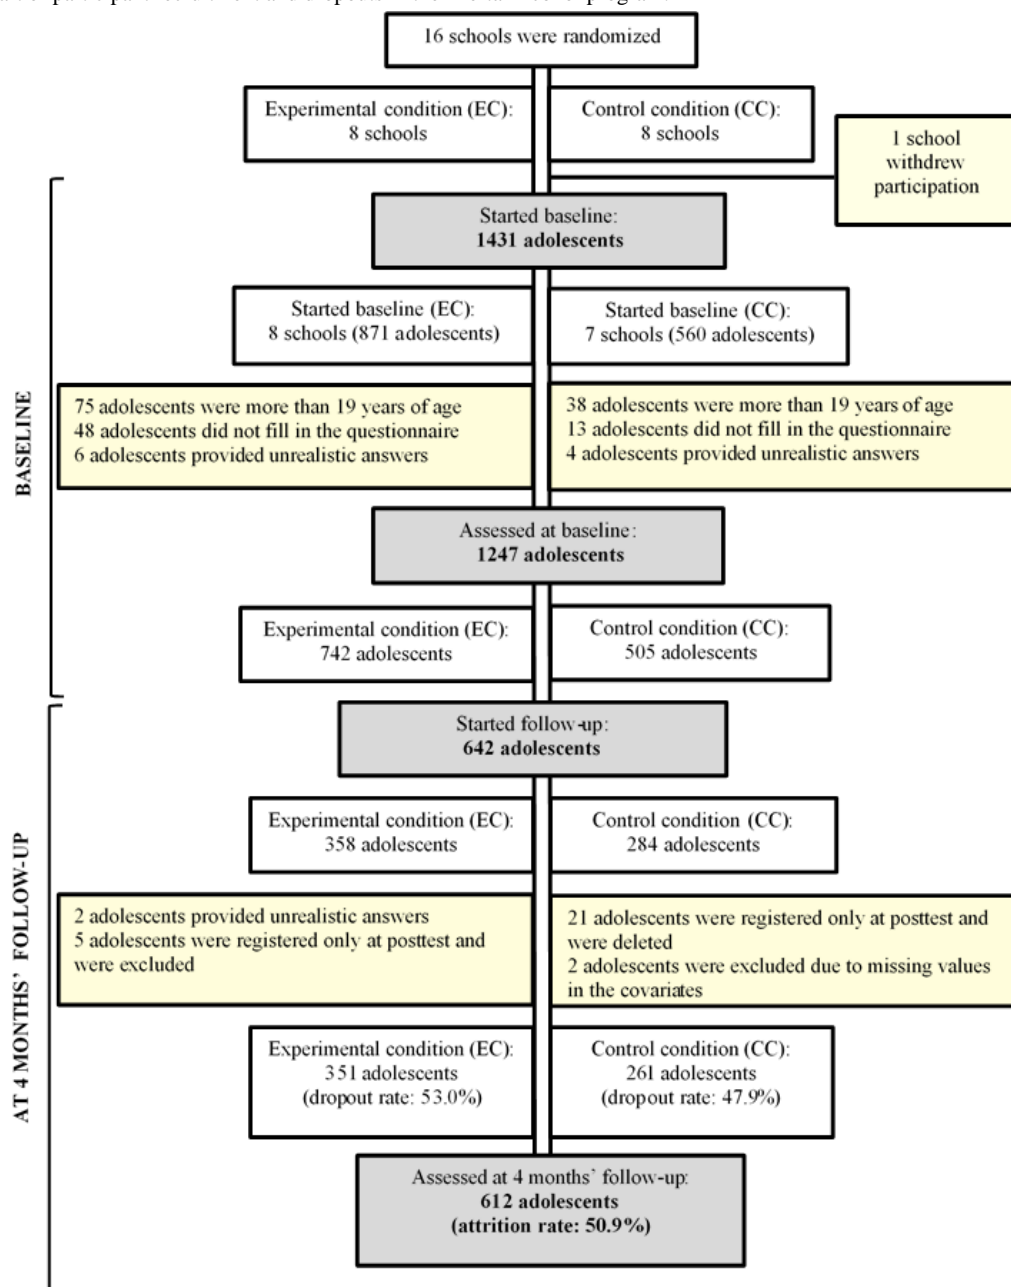 16 schools were randomized
Experimental condition (EC):
8 schools
Control condition (CC):
8 schools
1 school
withdrew
participation
BASELINE
Started baseline:
1431 adolescents
Started baseline (EC):
8 schools (871 adolescents)
Started baseline (CC):
7 schools (560 adolescents)
75 adolescents were more than 19 years of age
48 adolescents did not fill in the questionnaire
6 adolescents provided unrealistic answers
38 adolescents were more than 19 years of age
13 adolescents did not fill in the questionnaire
4 adolescents provided unrealistic answers
Assessed at baseline:
1247 adolescents
Experimental condition (EC):
742 adolescents
Control condition (CC):
505 adolescents
AT 4 MONTHS’ FOLLOW-UP
Started follow-up:
642 adolescents
Experimental condition (EC):
358 adolescents
Control condition (CC):
284 adolescents
2 adolescents provided unrealistic answers
5 adolescents were registered only at posttest and
were excluded
21 adolescents were registered only at posttest and
were deleted
2 adolescents were excluded due to missing values
in the covariates
Experimental condition (EC):
351 adolescents
(dropout rate: 53.0%)
Control condition (CC):
261 adolescents
(dropout rate: 47.9%)
Assessed at 4 months’ follow-up:
612 adolescents
(attrition rate: 50.9%)